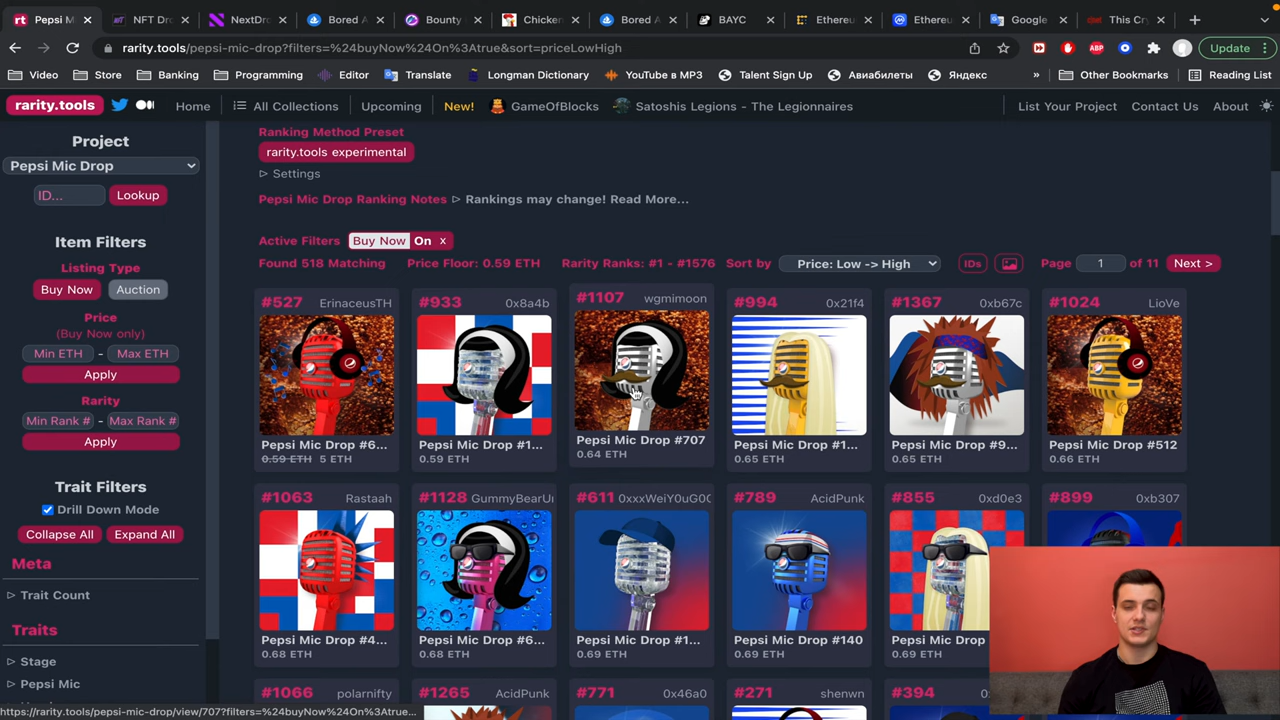 rt Pepsi M
NFT Dro
NextDro
Bored A
Bounty
Chicken
Bored A
BAYC
Ethereu
Ethereu
Google
This Cry
rarity.tools/pepsi-mic-drop?filters=%24buyNow%24On%3Atrue&sort=priceLowHigh
ABP
Update
Video
Store
Banking
Programming
Editor
Translate
Longman Dictionary
YouTube в MP3
Talent Sign Up
Авиабилеты
Яндекс
»
Other Bookmarks
Reading List
rarity.tools
Home
All Collections
Upcoming
New!
GameOfBlocks
Satoshis Legions - The Legionnaires
List Your Project
Contact Us
About
Project
Pepsi Mic Drop
ID...
Lookup
Item Filters
Listing Type
Buy Now
Auction
Price
(Buy Now only)
Min ETH - Max ETH
Apply
Rarity
Min Rank # - Max Rank #
Apply
Trait Filters
Drill Down Mode
Collapse All
Expand All
Meta
Trait Count
Traits
Stage
Pepsi Mic
Ranking Method Preset
rarity.tools experimental
Settings
Pepsi Mic Drop Ranking Notes
Rankings may change! Read More...
Active Filters Buy Now On x
Found 518 Matching
Price Floor: 0.59 ETH
Rarity Ranks: #1 - #1576
Sort by
Price: Low -> High
IDs
Page 1 of 11
Next >
#527 ErinaceusTH
Pepsi Mic Drop #6...
0.59 ETH 5 ETH
#933 0x8a4b
Pepsi Mic Drop #1...
0.59 ETH
#1107 wgmimoon
Pepsi Mic Drop #707
0.64 ETH
#994 0x21f4
Pepsi Mic Drop #1...
0.65 ETH
#1367 0xb67c
Pepsi Mic Drop #9...
0.65 ETH
#1024 LioVe
Pepsi Mic Drop #512
0.66 ETH
#1063 Rastaah
Pepsi Mic Drop #4...
0.68 ETH
#1128 GummyBearUn
Pepsi Mic Drop #6...
0.68 ETH
#611 0xxxWeiY0uG0O
Pepsi Mic Drop #1...
0.69 ETH
#789 AcidPunk
Pepsi Mic Drop #140
0.69 ETH
#855 0xd0e3
Pepsi Mic Drop
0.69 ETH
#899 0xb307
#1066 polarnifty
#1265 AcidPunk
#771 0x46a0
#271 shenwn
#394
https://rarity.tools/pepsi-mic-drop/view/707?filters=%24buyNow%24On%3Atrue...